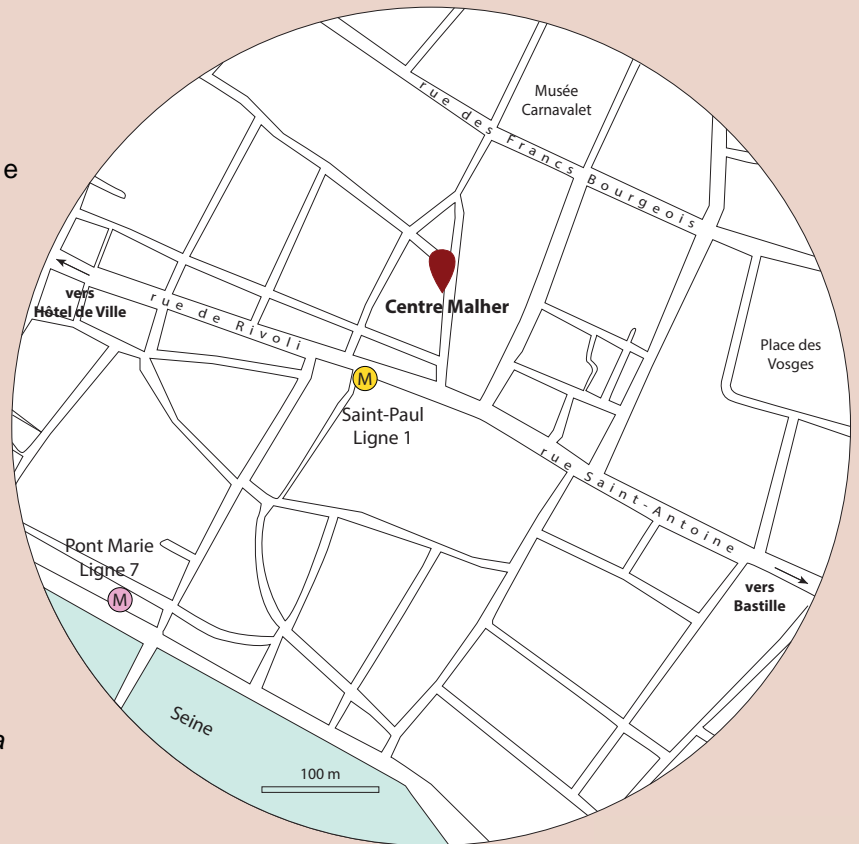 rue des Francs Bourgeois
Musée
Carnavalet
e
Centre Malher
vers
Hôtel de Ville
rue de Rivoli
Place des
Vosges
M
Saint-Paul
Ligne 1
rue Saint-Antoine
Pont Marie
Ligne 7
M
vers
Bastille
Seine
a
100 m